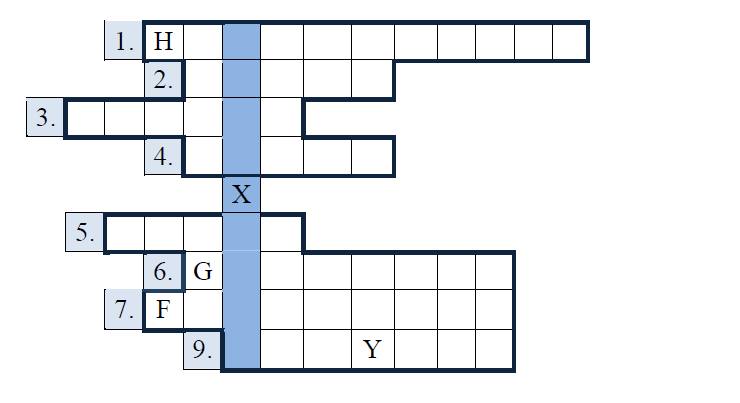 1. H
2.
3.
4.
X
5.
6. G
7. F
9. Y